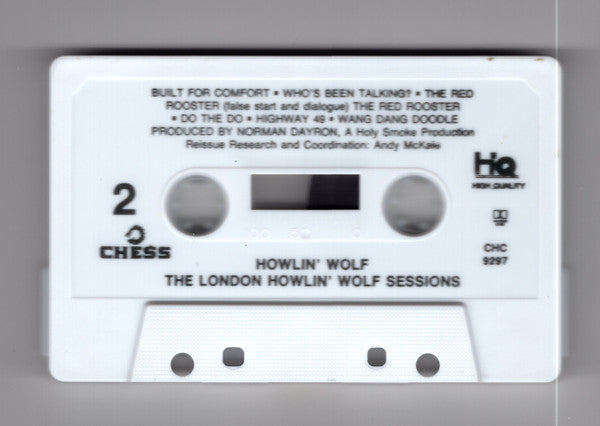 BUILT FOR COMFORT • WHO'S BEEN TALKING? • THE RED
ROOSTER (false start and dialogue) THE RED ROOSTER
• DO THE DO • HIGHWAY 49 • WANG DANG DOODLE
PRODUCED BY NORMAN DAYRON, A Holy Smoke Production
Reissue Research and Coordination: Andy McKaie
HQ
HIGH QUALITY
2
CHESS
CHC
9297
HOWLIN' WOLF
THE LONDON HOWLIN' WOLF SESSIONS